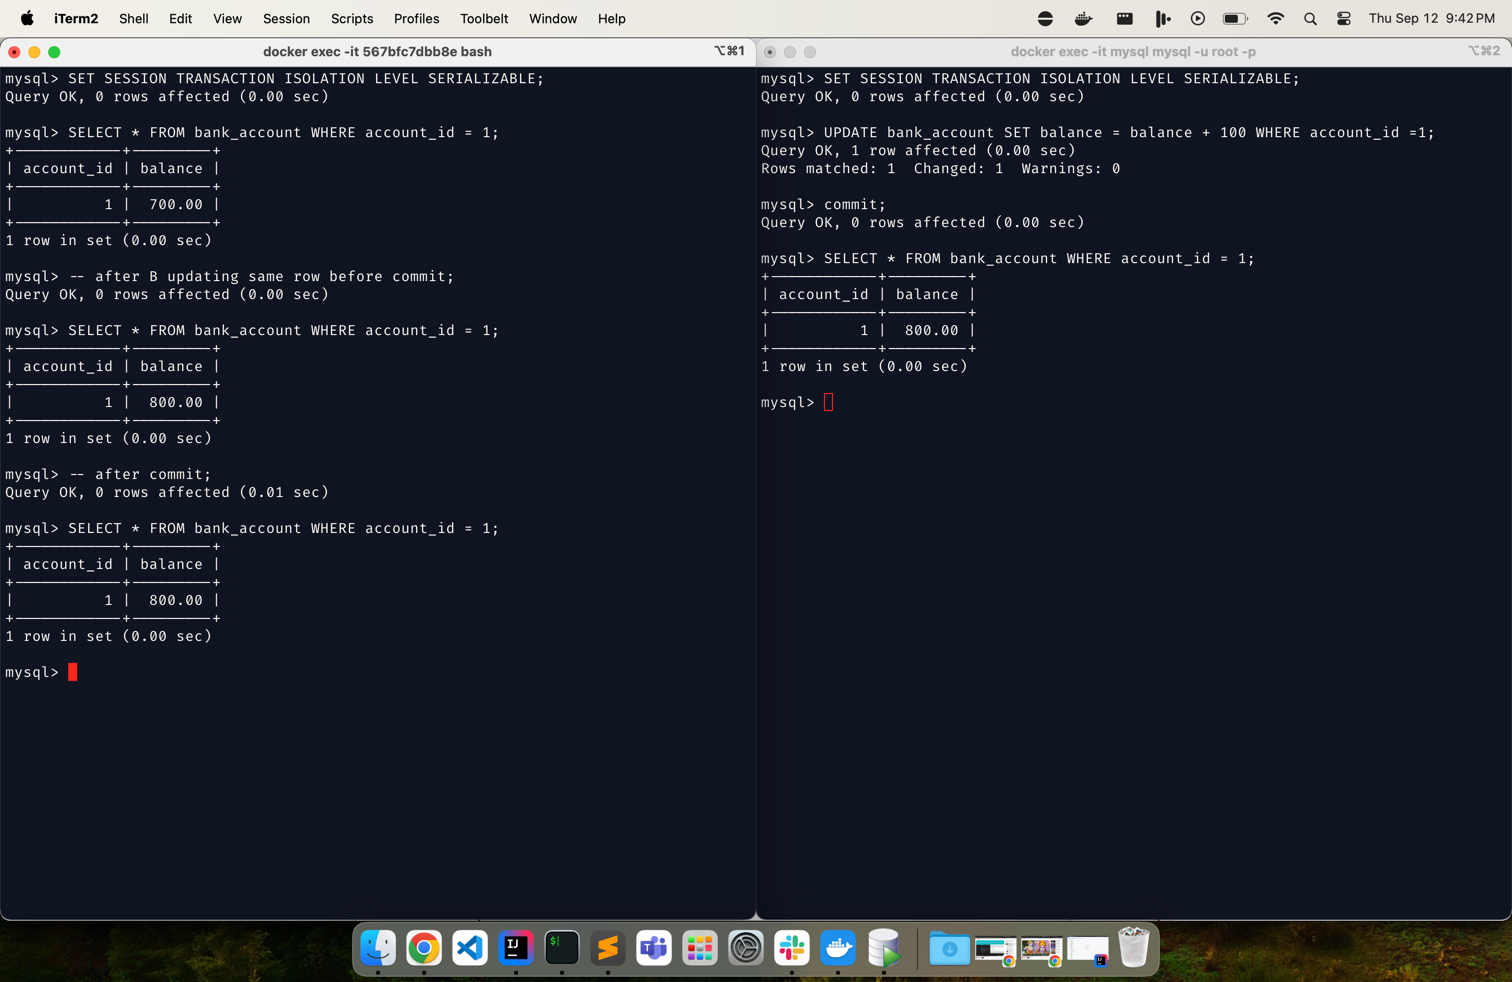 iTerm2 Shell Edit View Session Scripts Profiles Toolbelt Window Help Thu Sep 12 9:42 PM
docker exec -it 567bfc7dbb8e bash ⌥⌘1
mysql> SET SESSION TRANSACTION ISOLATION LEVEL SERIALIZABLE;
Query OK, 0 rows affected (0.00 sec)
mysql> SELECT * FROM bank_account WHERE account_id = 1;
+------------+---------+
| account_id | balance |
+------------+---------+
|          1 |  700.00 |
+------------+---------+
1 row in set (0.00 sec)
mysql> -- after B updating same row before commit;
Query OK, 0 rows affected (0.00 sec)
mysql> SELECT * FROM bank_account WHERE account_id = 1;
+------------+---------+
| account_id | balance |
+------------+---------+
|          1 |  800.00 |
+------------+---------+
1 row in set (0.00 sec)
mysql> -- after commit;
Query OK, 0 rows affected (0.01 sec)
mysql> SELECT * FROM bank_account WHERE account_id = 1;
+------------+---------+
| account_id | balance |
+------------+---------+
|          1 |  800.00 |
+------------+---------+
1 row in set (0.00 sec)
mysql>
docker exec -it mysql mysql -u root -p ⌥⌘2
mysql> SET SESSION TRANSACTION ISOLATION LEVEL SERIALIZABLE;
Query OK, 0 rows affected (0.00 sec)
mysql> UPDATE bank_account SET balance = balance + 100 WHERE account_id =1;
Query OK, 1 row affected (0.00 sec)
Rows matched: 1  Changed: 1  Warnings: 0
mysql> commit;
Query OK, 0 rows affected (0.00 sec)
mysql> SELECT * FROM bank_account WHERE account_id = 1;
+------------+---------+
| account_id | balance |
+------------+---------+
|          1 |  800.00 |
+------------+---------+
1 row in set (0.00 sec)
mysql>
IJ
$|